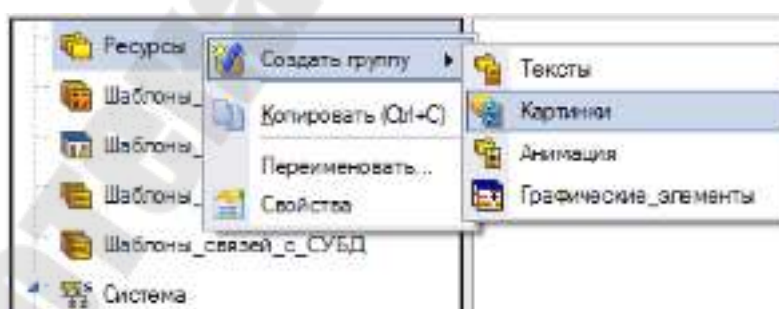 Ресурсы
Шаблоны_
Шаблоны_
Шаблоны_
Шаблоны_связей_с_СУБД
Система
Создать группу
Копировать (Ctrl+C)
Переименовать...
Свойства
Тексты
Картинки
Анимация
Графические_элементы